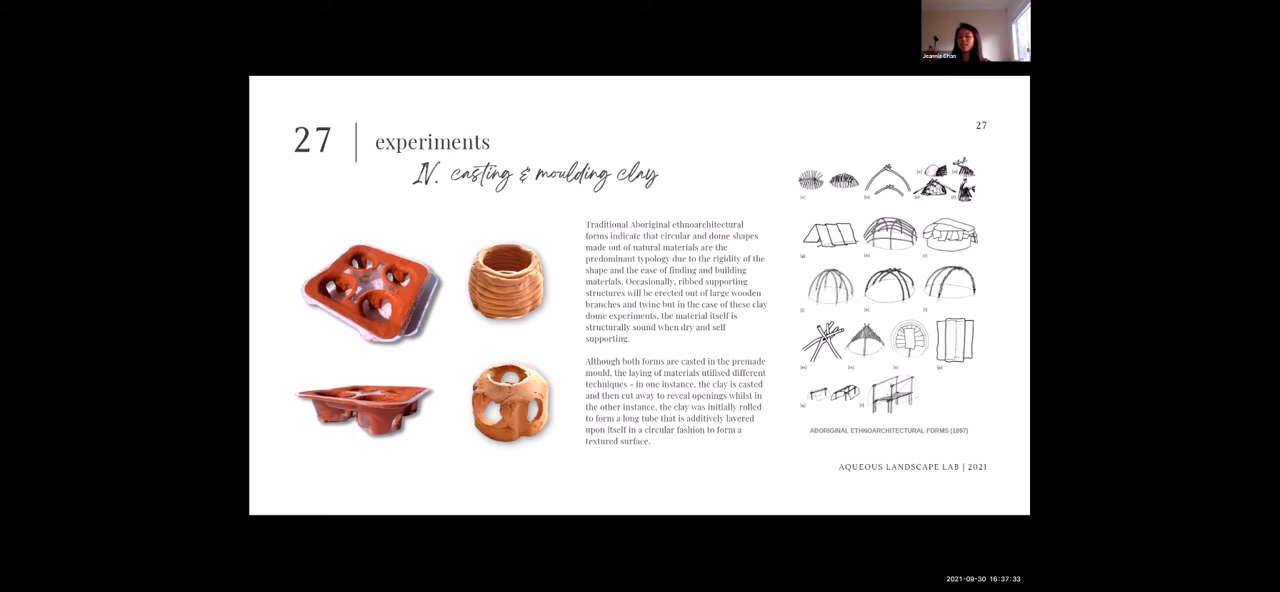 Jeannie Chan
27
experiments
27
IV. casting & moulding clay
Traditional Aboriginal ethnoarchitectural
forms indicate that circular and dome shapes
made out of natural materials are the
predominant typology due to the rigidity of the
shape and the ease of finding and building
materials. Occasionally, ribbed supporting
structures will be erected out of large wooden
branches and twine but in the case of these clay
dome experiments, the material itself is
structurally sound when dry and self
supporting.
Although both forms are casted in the premade
mould, the laying of materials utilised different
techniques - in one instance, the clay is casted
and then cut away to reveal openings whilst in
the other instance, the clay was initially rolled
to form a long tube that is additively layered
upon itself in a circular fashion to form a
textured surface.
ABORIGINAL ETHNOARCHITECTURAL FORMS (1897)
AQUEOUS LANDSCAPE LAB | 2021
2021-09-30 16:37:33